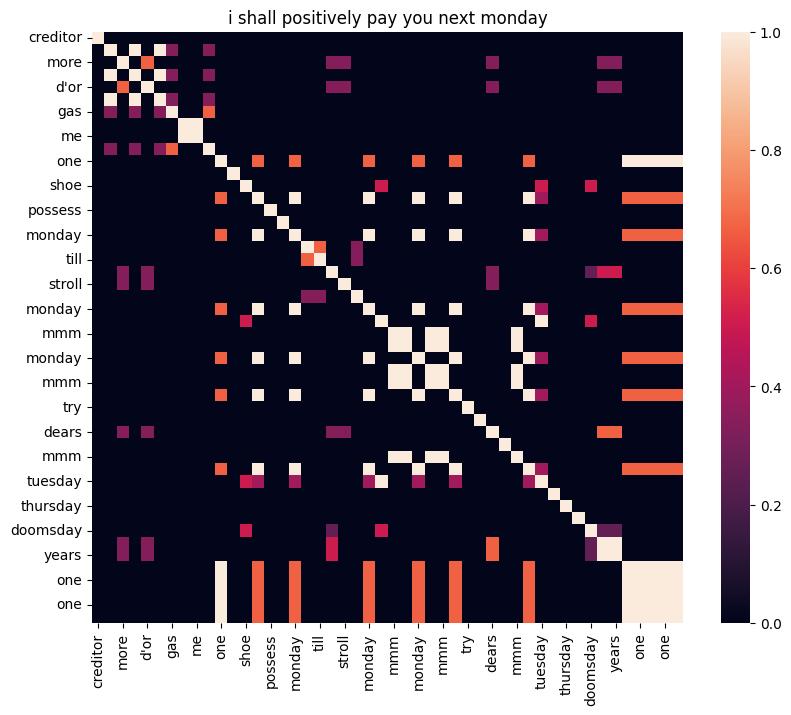 i shall positively pay you next monday
creditor
more
d'or
gas
me
one
shoe
possess
monday
till
stroll
monday
mmm
monday
mmm
try
dears
mmm
tuesday
thursday
doomsday
years
one
one
creditor
more
d'or
gas
me
one
shoe
possess
monday
till
stroll
monday
mmm
monday
mmm
try
dears
mmm
tuesday
thursday
doomsday
years
one
one
1.0
0.8
0.6
0.4
0.2
0.0